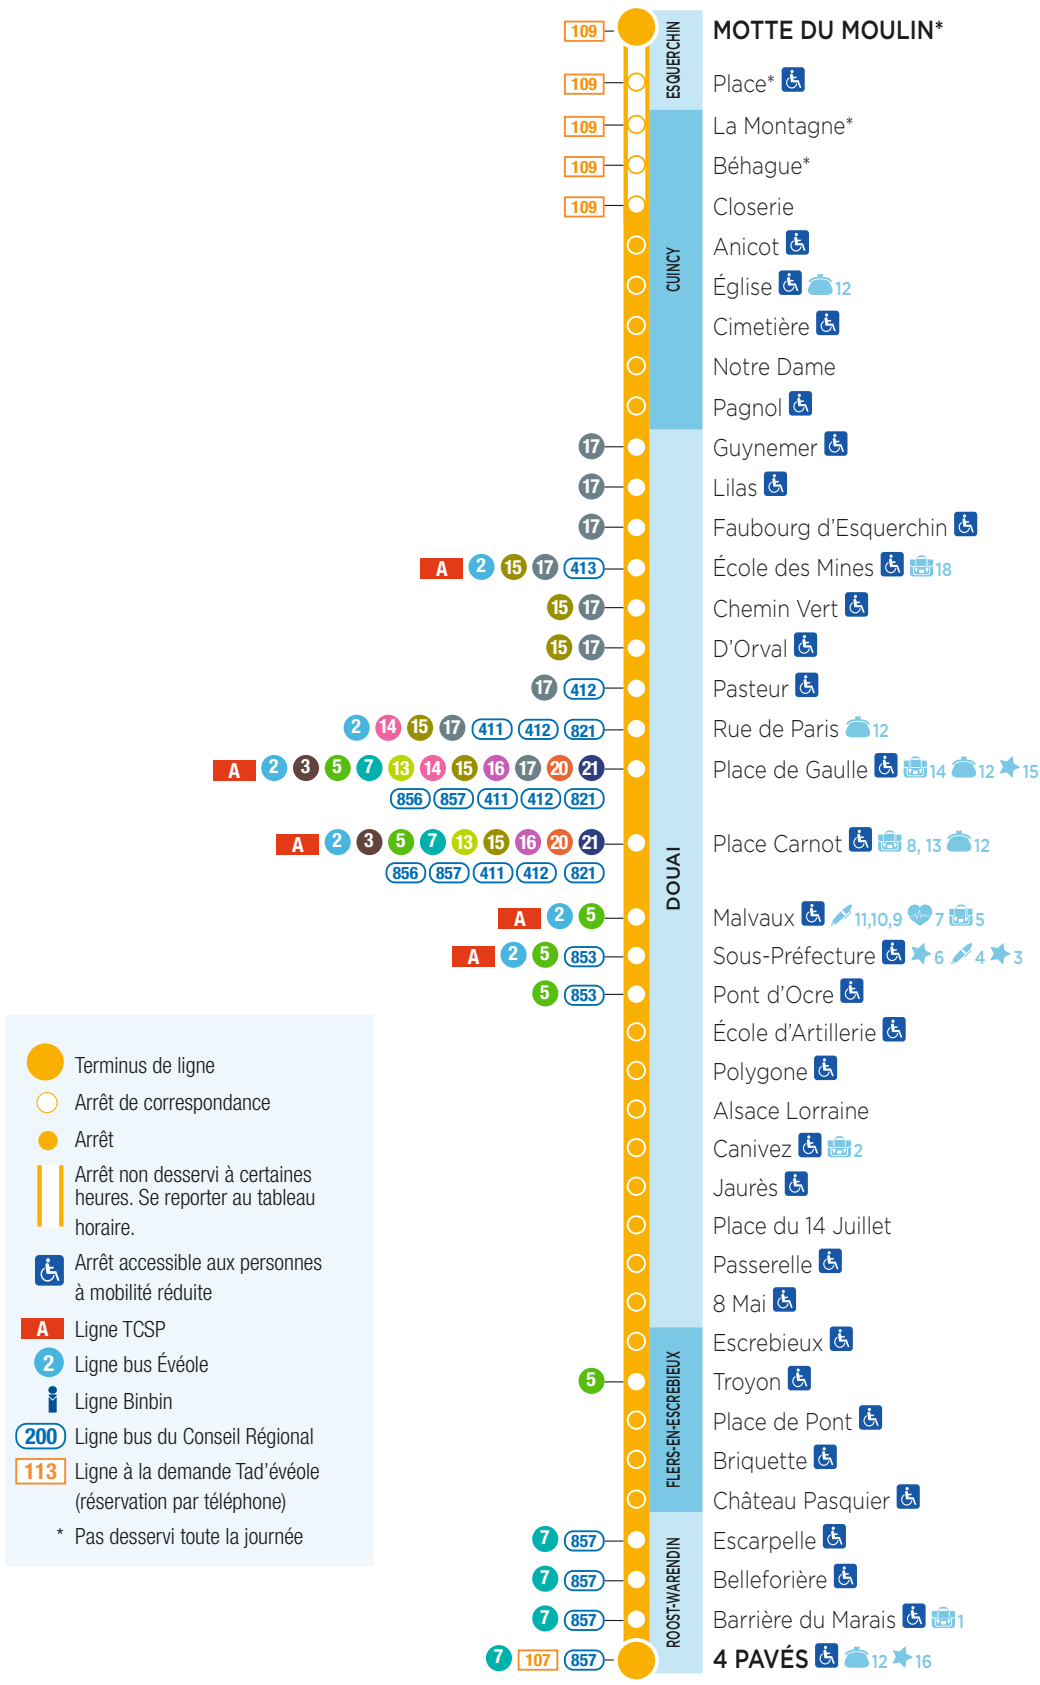 109 ESQUERCHIN MOTTE DU MOULIN*
109 Place*
109 La Montagne*
109 Béhague*
109 Closerie
Anicot
CUINCY
Église 12
Cimetière
Notre Dame
Pagnol
17 Guynemer
17 Lilas
17 Faubourg d'Esquerchin
A 2 15 17 413 École des Mines 18
15 17 Chemin Vert
15 17 D'Orval
17 412 Pasteur
2 14 15 17 411 412 821 Rue de Paris 12
A 2 3 5 7 13 14 15 16 17 20 21 Place de Gaulle 14 12 15
856 857 411 412 821
A 2 3 5 7 13 15 16 20 21 Place Carnot 8, 13 12
856 857 411 412 821
DOUAI
A 2 5 Malvaux 11,10,9 7 5
A 2 5 853 Sous-Préfecture 6 4 3
5 853 Pont d'Ocre
École d'Artillerie
Polygone
Alsace Lorraine
Canivez 2
Jaurès
Place du 14 Juillet
Passerelle
8 Mai
Escrebieux
FLERS-EN-ESCREBIEUX
5 Troyon
Place de Pont
Briquette
Château Pasquier
7 857 Escarpelle
ROOST-WARENDIN
7 857 Belleforière
7 857 Barrière du Marais 1
7 107 857 4 PAVÉS 12 16
Terminus de ligne
Arrêt de correspondance
Arrêt
Arrêt non desservi à certaines
heures. Se reporter au tableau
horaire.
Arrêt accessible aux personnes
à mobilité réduite
A Ligne TCSP
2 Ligne bus Évéole
Ligne Binbin
200 Ligne bus du Conseil Régional
113 Ligne à la demande Tad'évéole
(réservation par téléphone)
* Pas desservi toute la journée